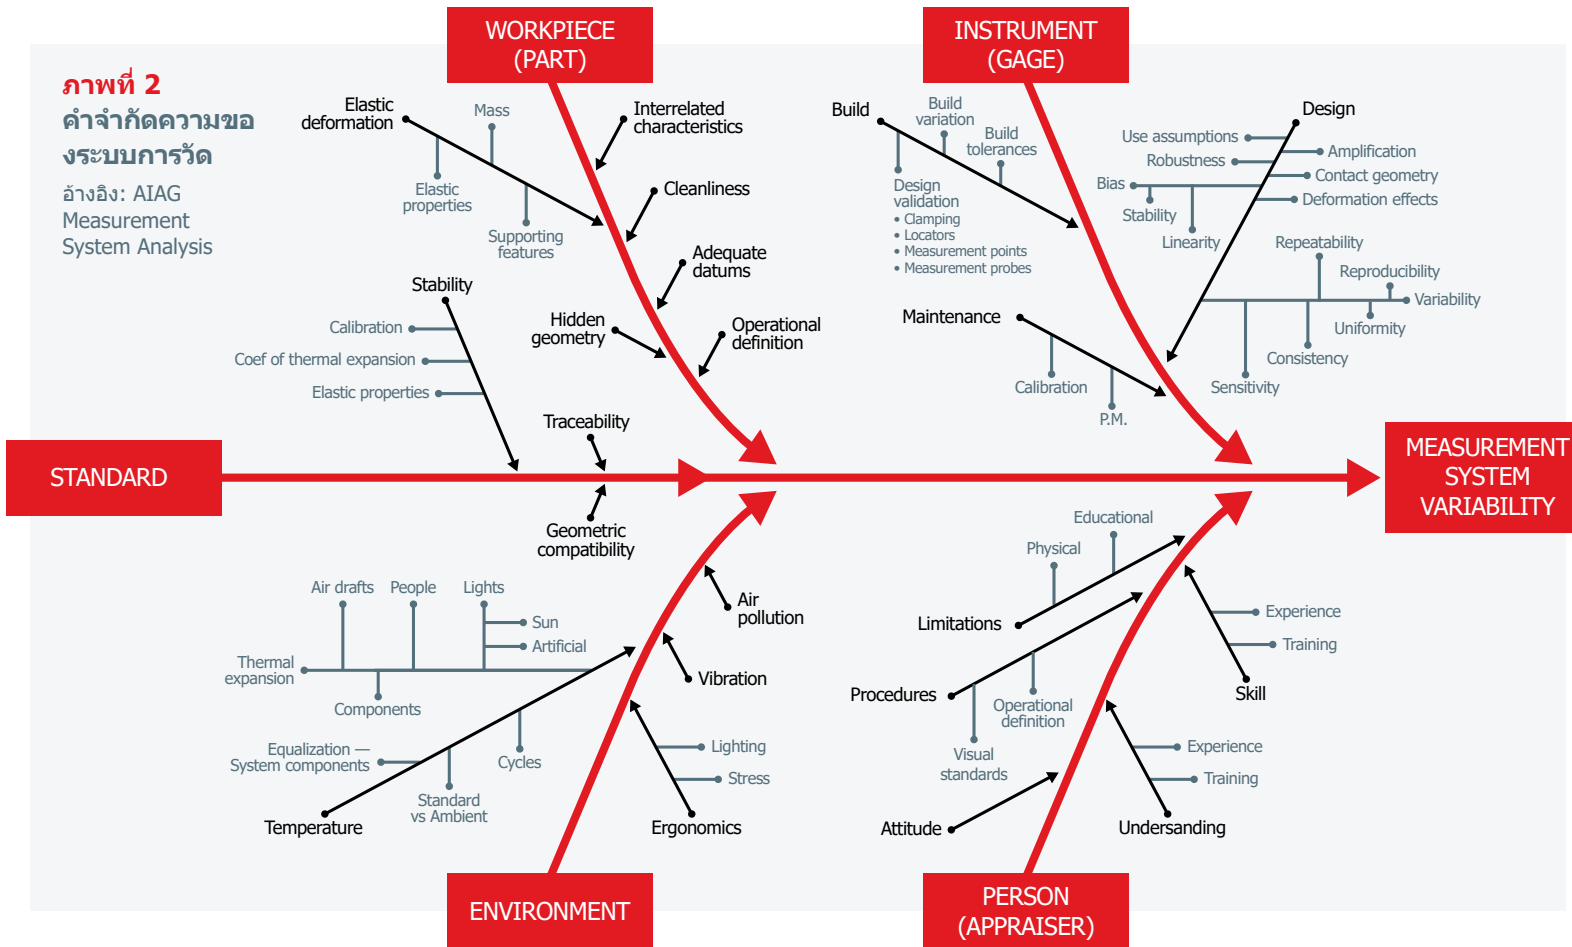 ภาพที่ 2
คำจำกัดความขอ
งระบบการวัด
อ้างอิง: AIAG
Measurement
System Analysis
WORKPIECE
(PART)
Elastic
deformation
Mass
Elastic
properties
Supporting
features
Interrelated
characteristics
Cleanliness
Adequate
datums
Hidden
geometry
Operational
definition
INSTRUMENT
(GAGE)
Build
Build
variation
Build
tolerances
Design
validation
• Clamping
• Locators
• Measurement points
• Measurement probes
Design
Use assumptions
Robustness
Bias
Stability
Linearity
Amplification
Contact geometry
Deformation effects
Repeatability
Reproducibility
Variability
Uniformity
Consistency
Sensitivity
Maintenance
Calibration
P.M.
STANDARD
Stability
Calibration
Coef of thermal expansion
Elastic properties
Traceability
Geometric
compatibility
MEASUREMENT
SYSTEM
VARIABILITY
Air drafts
People
Lights
Sun
Artificial
Thermal
expansion
Components
Equalization —
System components
Standard
vs Ambient
Cycles
Temperature
Air
pollution
Vibration
Lighting
Stress
Ergonomics
ENVIRONMENT
Educational
Physical
Limitations
Procedures
Operational
definition
Visual
standards
Attitude
Experience
Training
Skill
Experience
Training
Undersanding
PERSON
(APPRAISER)